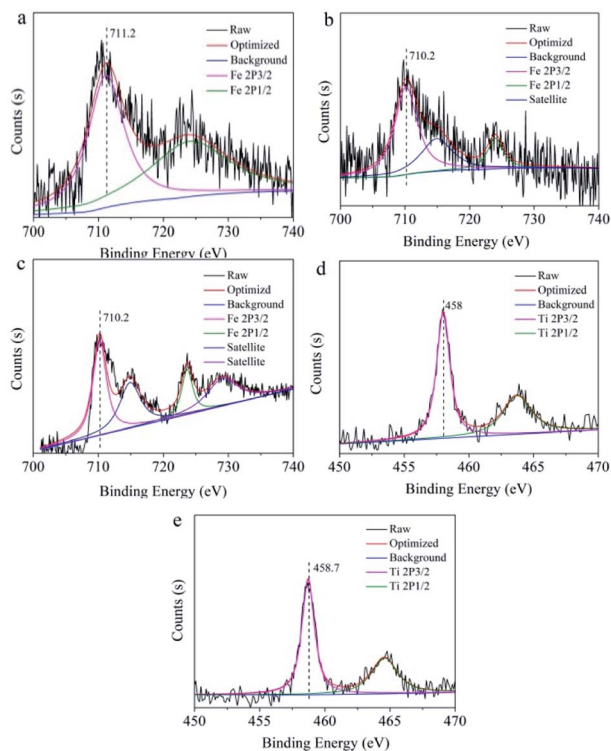 a
711.2
Raw
Optimized
Background
Fe 2P3/2
Fe 2P1/2
Counts (s)
700 710 720 730 740
Binding Energy (eV)
b
710.2
Raw
Optimized
Background
Fe 2P3/2
Fe 2P1/2
Satellite
Counts (s)
700 710 720 730 740
Binding Energy (eV)
c
710.2
Raw
Optimizd
Background
Fe 2P3/2
Fe 2P1/2
Satellite
Satellite
Counts (s)
700 710 720 730 740
Binding Energy (eV)
d
458
Raw
Optimized
Background
Ti 2P3/2
Ti 2P1/2
Counts (s)
450 455 460 465 470
Binding Energy (eV)
e
458.7
Raw
Optimized
Background
Ti 2P3/2
Ti 2P1/2
Counts (s)
450 455 460 465 470
Binding Energy (eV)